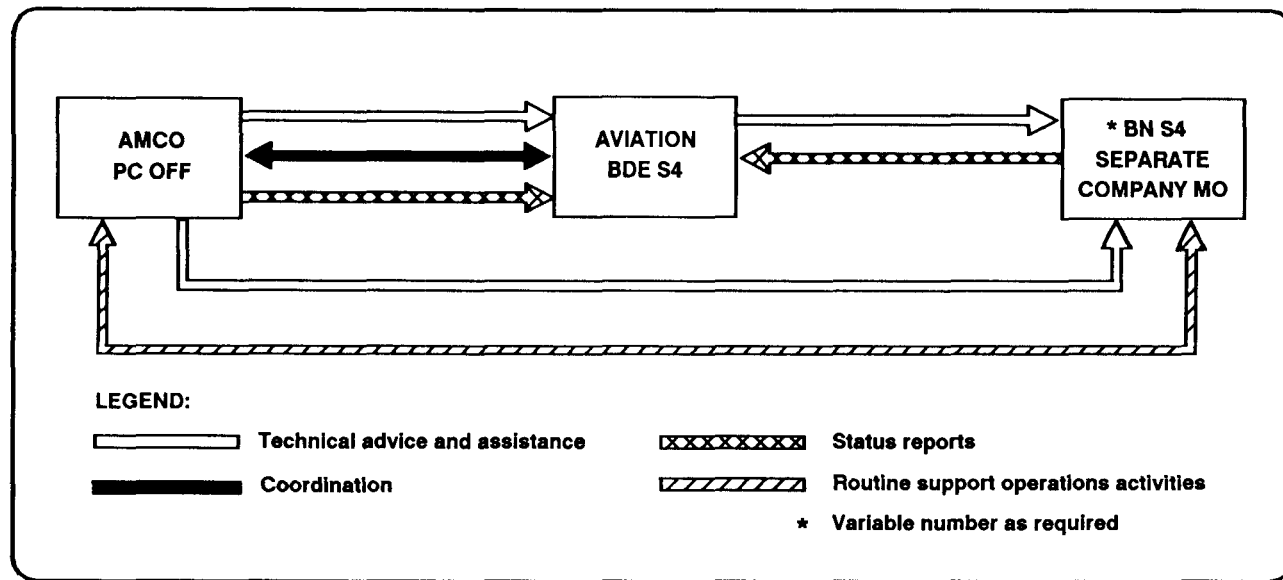 AMCO
PC OFF
AVIATION
BDE S4
* BN S4
SEPARATE
COMPANY MO
LEGEND:
Technical advice and assistance
Status reports
Coordination
Routine support operations activities
* Variable number as required